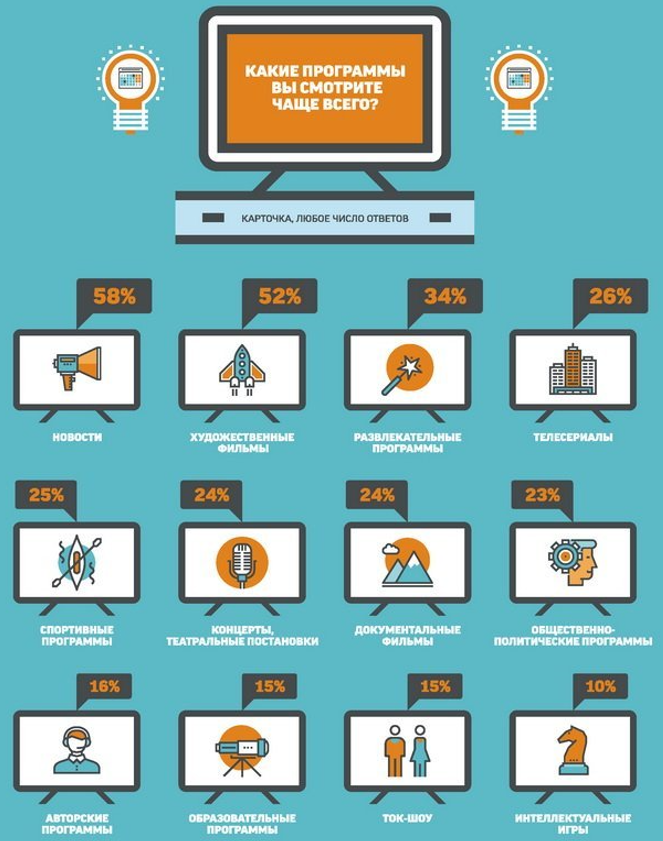 КАКИЕ ПРОГРАММЫ
ВЫ СМОТРИТЕ
ЧАЩЕ ВСЕГО?
КАРТОЧКА, ЛЮБОЕ ЧИСЛО ОТВЕТОВ
58%
НОВОСТИ
52%
ХУДОЖЕСТВЕННЫЕ
ФИЛЬМЫ
34%
РАЗВЛЕКАТЕЛЬНЫЕ
ПРОГРАММЫ
26%
ТЕЛЕСЕРИАЛЫ
25%
СПОРТИВНЫЕ
ПРОГРАММЫ
24%
КОНЦЕРТЫ,
ТЕАТРАЛЬНЫЕ ПОСТАНОВКИ
24%
ДОКУМЕНТАЛЬНЫЕ
ФИЛЬМЫ
23%
ОБЩЕСТВЕННО-
ПОЛИТИЧЕСКИЕ ПРОГРАММЫ
16%
АВТОРСКИЕ
ПРОГРАММЫ
15%
ОБРАЗОВАТЕЛЬНЫЕ
ПРОГРАММЫ
15%
ТОК-ШОУ
10%
ИНТЕЛЛЕКТУАЛЬНЫЕ
ИГРЫ